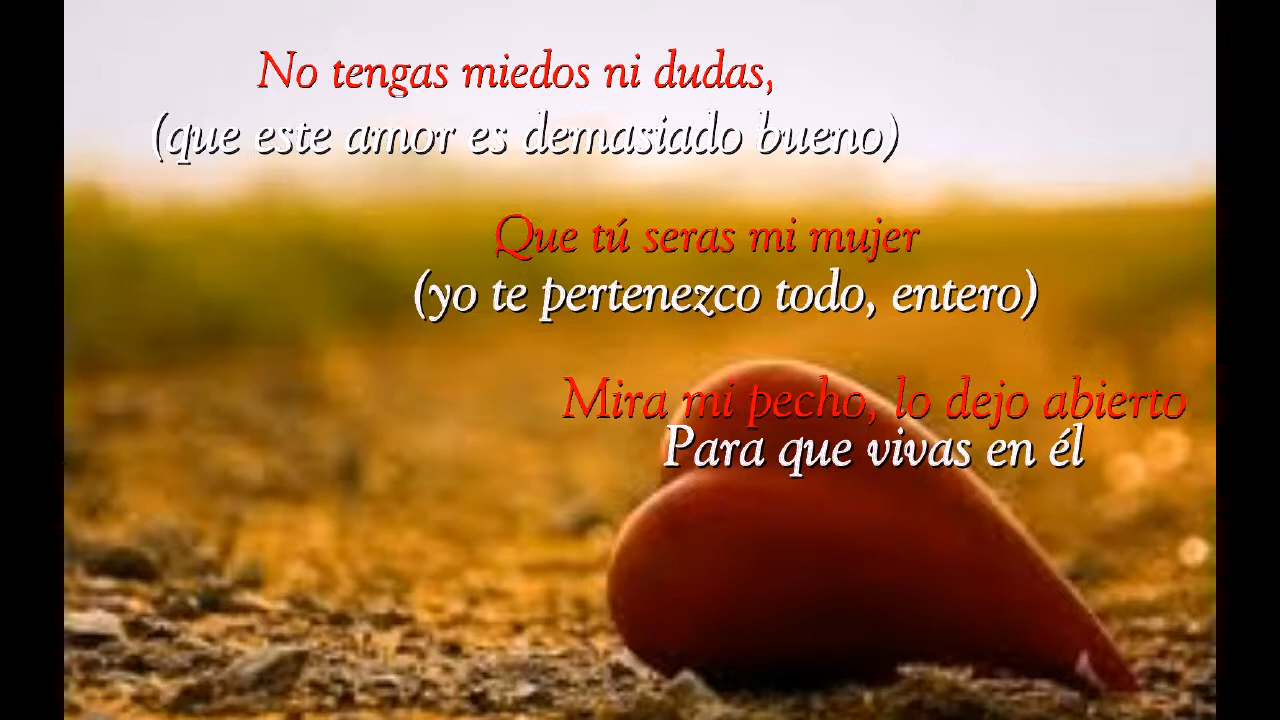 No tengas miedos ni dudas,
(que este amor es demasiado bueno)
Que tú seras mi mujer
(yo te pertenezco todo, entero)
Mira mi pecho, lo dejo abierto
Para que vivas en él